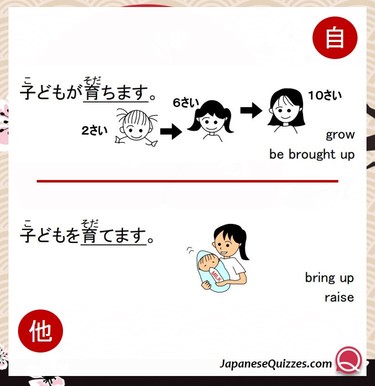 自
こ そだ
子どもが育ちます。
2さい
6さい
10さい
grow
be brought up
こ そだ
子どもを育てます。
bring up
raise
他
JapaneseQuizzes.com